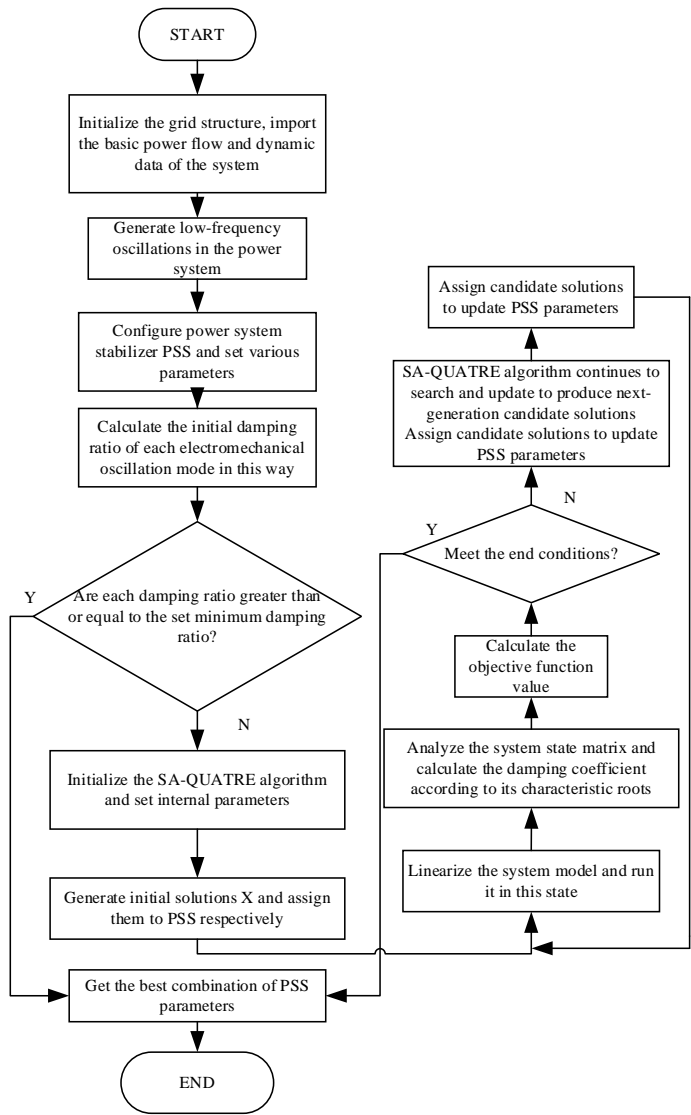 START
Initialize the grid structure, import
the basic power flow and dynamic
data of the system
Generate low-frequency
oscillations in the power
system
Configure power system
stabilizer PSS and set various
parameters
Calculate the initial damping
ratio of each electromechanical
oscillation mode in this way
Are each damping ratio greater than
or equal to the set minimum damping
ratio?
Y
N
Initialize the SA-QUATRE algorithm
and set internal parameters
Generate initial solutions X and assign
them to PSS respectively
Get the best combination of PSS
parameters
END
Assign candidate solutions
to update PSS parameters
SA-QUATRE algorithm continues to
search and update to produce next-
generation candidate solutions
Assign candidate solutions to update
PSS parameters
N
Y
Meet the end conditions?
Calculate the
objective function
value
Analyze the system state matrix and
calculate the damping coefficient
according to its characteristic roots
Linearize the system model and run
it in this state